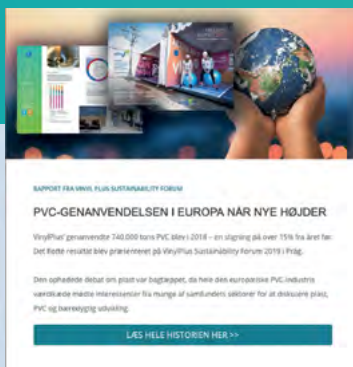 RAPPORT FRA VINYL PLUS SUSTAINABILITY FORUM
PVC-GENANVENDELSEN I EUROPA NÅR NYE HØJDER
VinylPlus' genanvendte 740.000 tons PVC blev i 2018 – en stigning på over 15% fra året før.
Det flotte resultat blev præsenteret på VinylPlus Sustainability Forum 2019 i Prag.
Den ophedede debat om plast var bagtæppet, da hele den europæiske PVC-industris
værdikæde mødte interessenter fra mange af samfundets sektorer for at diskutere plast,
PVC og bæredygtig udvikling.
LÆS HELE HISTORIEN HER >>